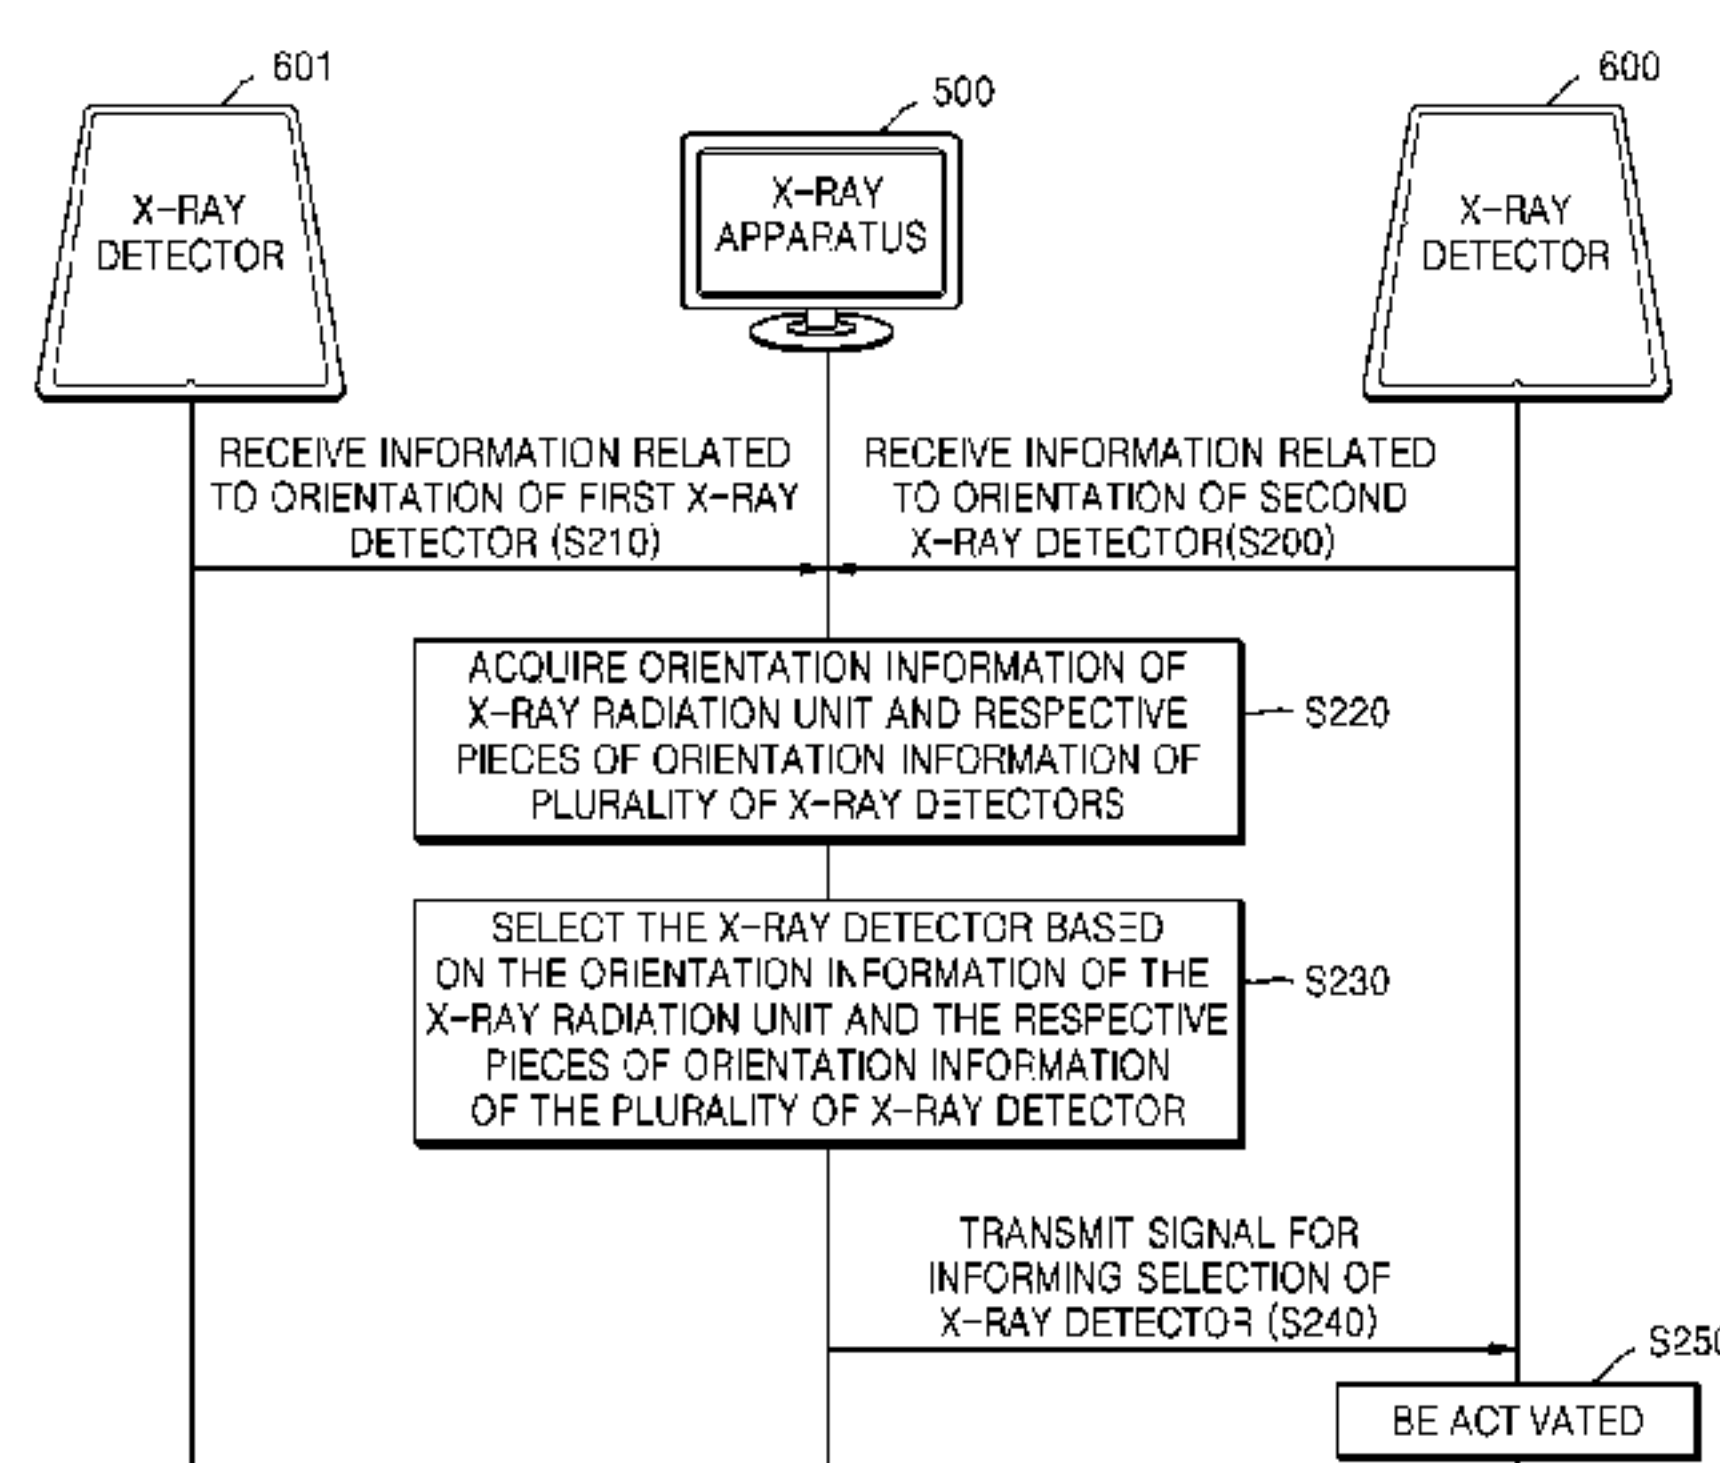 601
500
600
X-RAY
DETECTOR
X-RAY
APPARATUS
X-RAY
DETECTOR
RECEIVE INFORMATION RELATED
TO ORIENTATION OF FIRST X-RAY
DETECTOR (S210)
RECEIVE INFORMATION RELATED
TO ORIENTATION OF SECOND
X-RAY DETECTOR(S200)
ACQUIRE ORIENTATION INFORMATION OF
X-RAY RADIATION UNIT AND RESPECTIVE
PIECES OF ORIENTATION INFORMATION OF
PLURALITY OF X-RAY DETECTORS
S220
SELECT THE X-RAY DETECTOR BASED
ON THE ORIENTATION INFORMATION OF THE
X-RAY RADIATION UNIT AND THE RESPECTIVE
PIECES OF ORIENTATION INFORMATION
OF THE PLURALITY OF X-RAY DETECTOR
S230
TRANSMIT SIGNAL FOR
INFORMING SELECTION OF
X-RAY DETECTOR (S240)
S250
BE ACT VATED